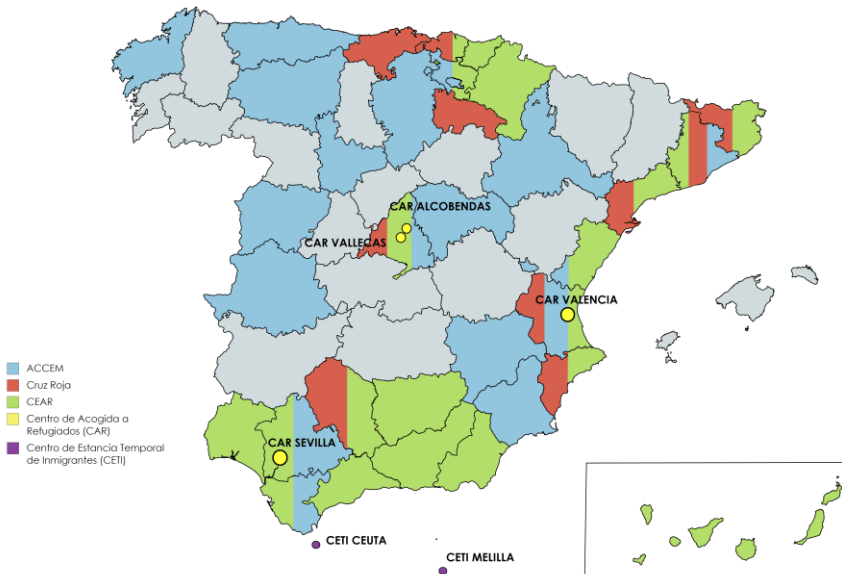 CAR ALCOBENDAS
CAR VALLECAS
CAR VALENCIA
ACCEM
Cruz Roja
CEAR
Centro de Acogida a
Refugiados (CAR)
Centro de Estancia Temporal
de Inmigrantes (CETI)
CAR SEVILLA
CETI CEUTA
CETI MELILLA